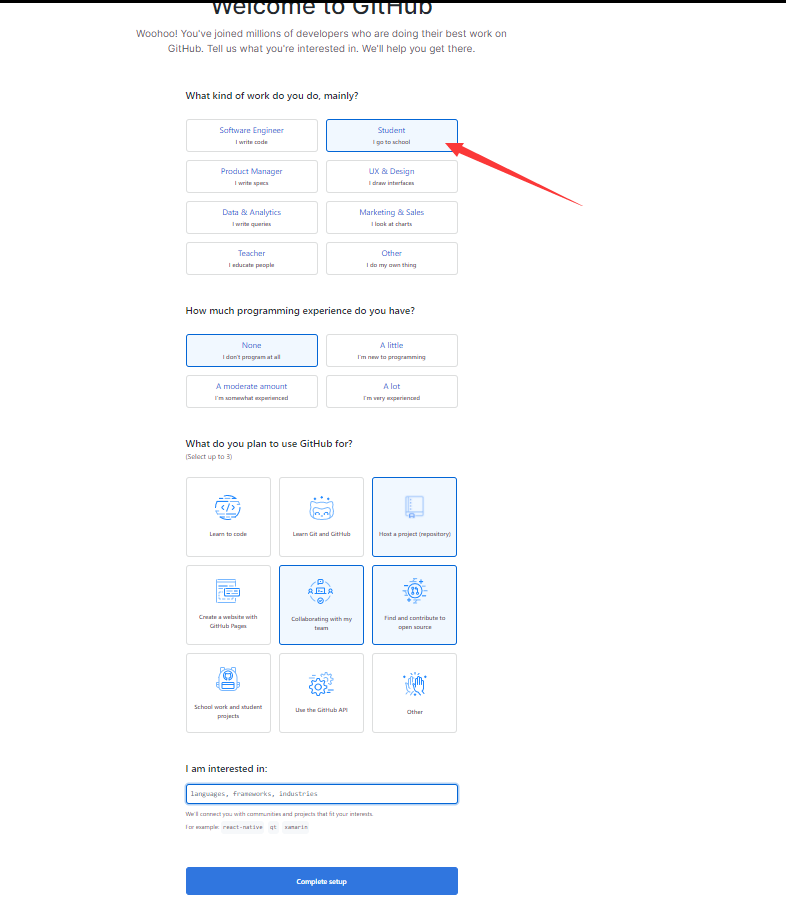 Welcome to GitHub
Woohoo! You've joined millions of developers who are doing their best work on
GitHub. Tell us what you're interested in. We'll help you get there.
What kind of work do you do, mainly?
Software Engineer
I write code
Student
I go to school
Product Manager
I write specs
UX & Design
I draw interfaces
Data & Analytics
I write queries
Marketing & Sales
I look at charts
Teacher
I educate people
Other
I do my own thing
How much programming experience do you have?
None
I don't program at all
A little
I'm new to programming
A moderate amount
I'm somewhat experienced
A lot
I'm very experienced
What do you plan to use GitHub for?
(Select up to 3)
Learn to code
Learn Git and GitHub
Host a project (repository)
Create a website with
GitHub Pages
Collaborating with my
team
Find and contribute to
open source
School work and student
projects
Use the GitHub API
Other
I am interested in:
languages, frameworks, industries
We'll connect you with communities and projects that fit your interests.
For example: react-native qt xamarin
Complete setup